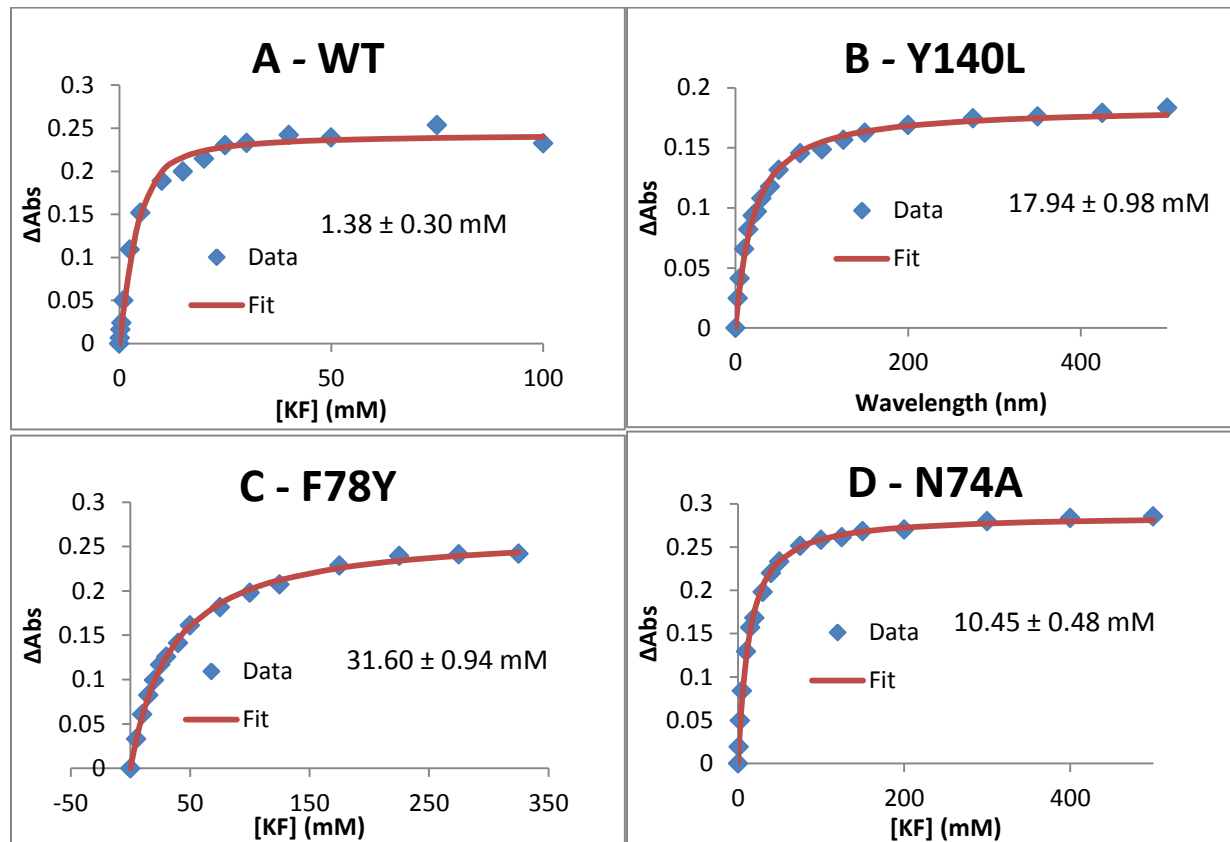 A - WT
0.3
0.25
0.2
0.15
0.1
0.05
0
ΔAbs
1.38 ± 0.30 mM
Data
Fit
0
50
100
[KF] (mM)
B - Y140L
0.2
0.15
0.1
0.05
0
ΔAbs
17.94 ± 0.98 mM
Data
Fit
0
200
400
Wavelength (nm)
C - F78Y
0.3
0.25
0.2
0.15
0.1
0.05
0
ΔAbs
31.60 ± 0.94 mM
Data
Fit
-50
50
150
250
350
[KF] (mM)
D - N74A
0.3
0.25
0.2
0.15
0.1
0.05
0
ΔAbs
10.45 ± 0.48 mM
Data
Fit
0
200
400
[KF] (mM)